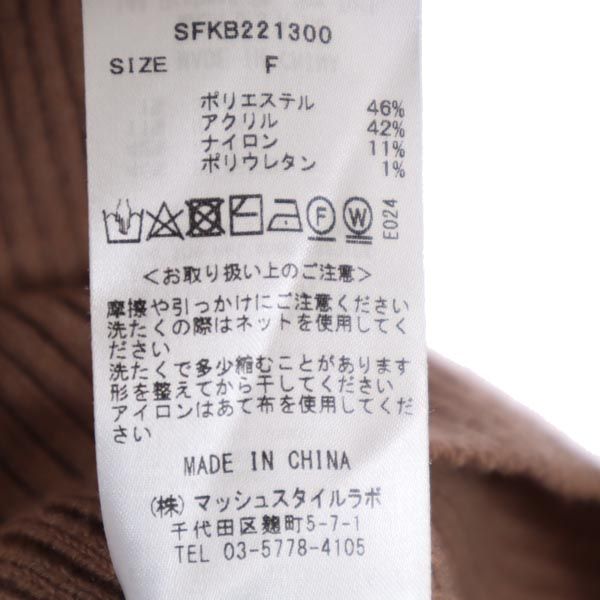 SFKB221300
SIZE F
ポリエステル 46%
アクリル 42%
ナイロン 11%
ポリウレタン 1%
F W E024
<お取り扱い上のご注意>
摩擦や引っかけにご注意ください
洗たくの際はネットを使用してく
ださい
洗たくで多少縮むことがあります
形を整えてから干してください
アイロンはあて布を使用してくだ
さい
MADE IN CHINA
(株)マッシュスタイルラボ
千代田区麹町5-7-1
TEL 03-5778-4105